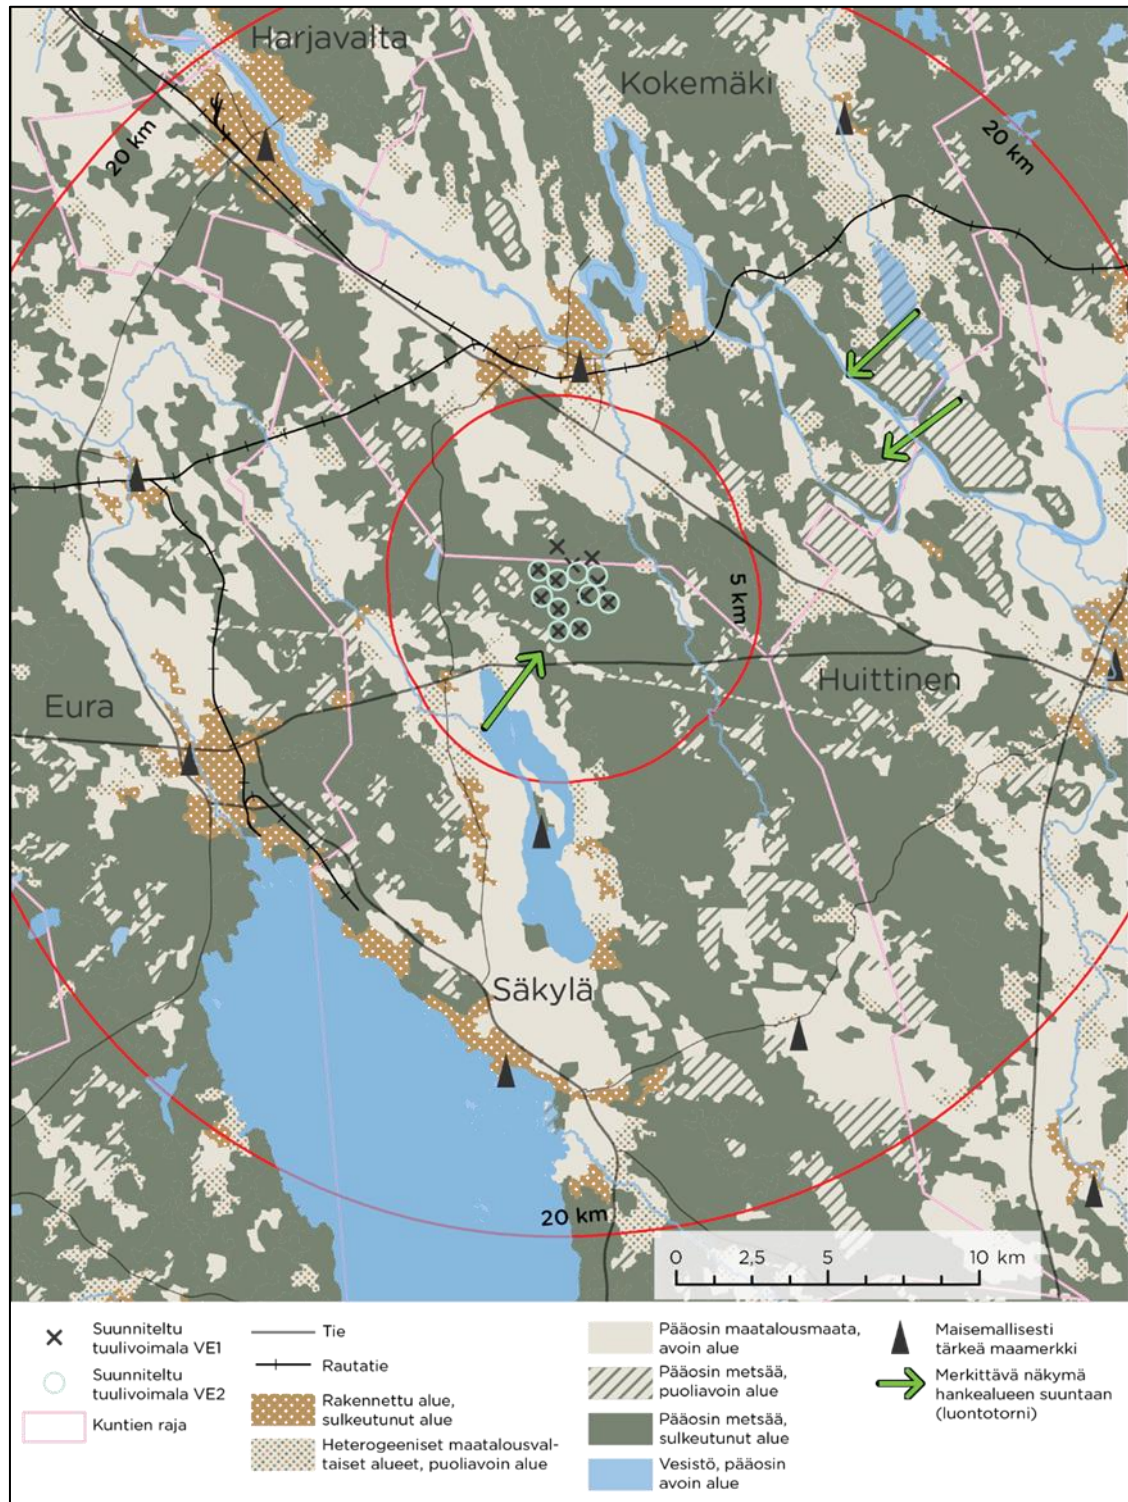 Harjavalta
Kokemäki
20 km
20 km
5 km
Huittinen
Eura
Säkylä
20 km
0 2,5 5 10 km
Suunniteltu
tuulivoimala VE1
Suunniteltu
tuulivoimala VE2
Kuntien raja
Tie
Rautatie
Rakennettu alue,
sulkeutunut alue
Heterogeeniset maatalousval-
taiset alueet, puoliavoin alue
Pääosin maatalousmaata,
avoin alue
Pääosin metsää,
puoliavoin alue
Pääosin metsää,
sulkeutunut alue
Vesistö, pääosin
avoin alue
Maisemallisesti
tärkeä maamerkki
Merkittävä näkymä
hankealueen suuntaan
(luontotorni)